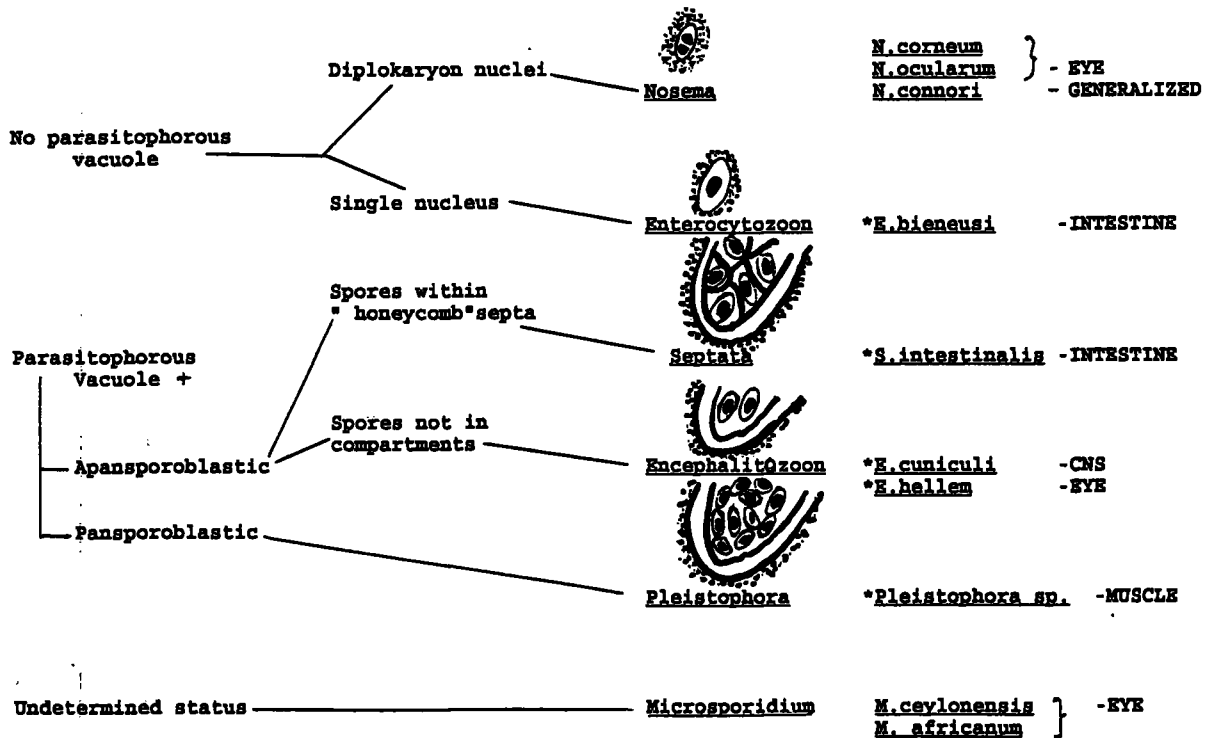 N.corneum
Diplokaryon nuclei N.ocularum } - EYE
Nosema N.connori - GENERALIZED
No parasitophorous
vacuole
Single nucleus
Enterocytozoon *E.bieneusi -INTESTINE
Spores within
" honeycomb"septa
Parasitophorous Septata *S.intestinalis -INTESTINE
Vacuole +
Spores not in
compartments
Apansporoblastic Encephalitozoon *E.cuniculi -CNS
*E.hellem -EYE
Pansporoblastic
Pleistophora *Pleistophora sp. -MUSCLE
Undetermined status Microsporidium M.ceylonensis } -EYE
M. africanum